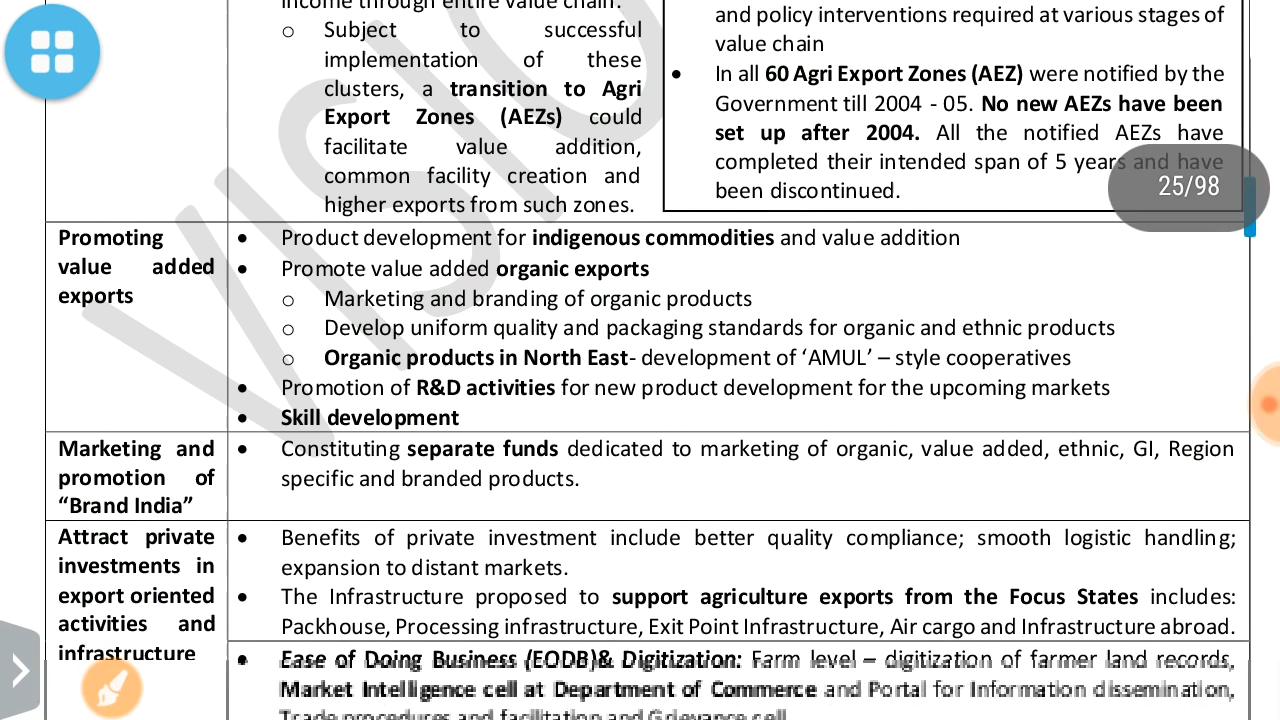 income through entire value chain.
o Subject to successful
implementation of these
clusters, a transition to Agri
Export Zones (AEZs) could
facilitate value addition,
common facility creation and
higher exports from such zones.
and policy interventions required at various stages of
value chain
• In all 60 Agri Export Zones (AEZ) were notified by the
Government till 2004 - 05. No new AEZs have been
set up after 2004. All the notified AEZs have
completed their intended span of 5 years and have
been discontinued.
25/98
Promoting
value added
exports
• Product development for indigenous commodities and value addition
• Promote value added organic exports
o Marketing and branding of organic products
o Develop uniform quality and packaging standards for organic and ethnic products
o Organic products in North East- development of ‘AMUL’ – style cooperatives
• Promotion of R&D activities for new product development for the upcoming markets
• Skill development
Marketing and
promotion of
“Brand India”
• Constituting separate funds dedicated to marketing of organic, value added, ethnic, GI, Region
specific and branded products.
Attract private
investments in
export oriented
activities and
infrastructure
• Benefits of private investment include better quality compliance; smooth logistic handling;
expansion to distant markets.
• The Infrastructure proposed to support agriculture exports from the Focus States includes:
Packhouse, Processing infrastructure, Exit Point Infrastructure, Air cargo and Infrastructure abroad.
• Ease of Doing Business (EODB)& Digitization: Farm level – digitization of farmer land records,
Market Intelligence cell at Department of Commerce and Portal for Information dissemination,
Trade procedures and facilitation and Grievance cell